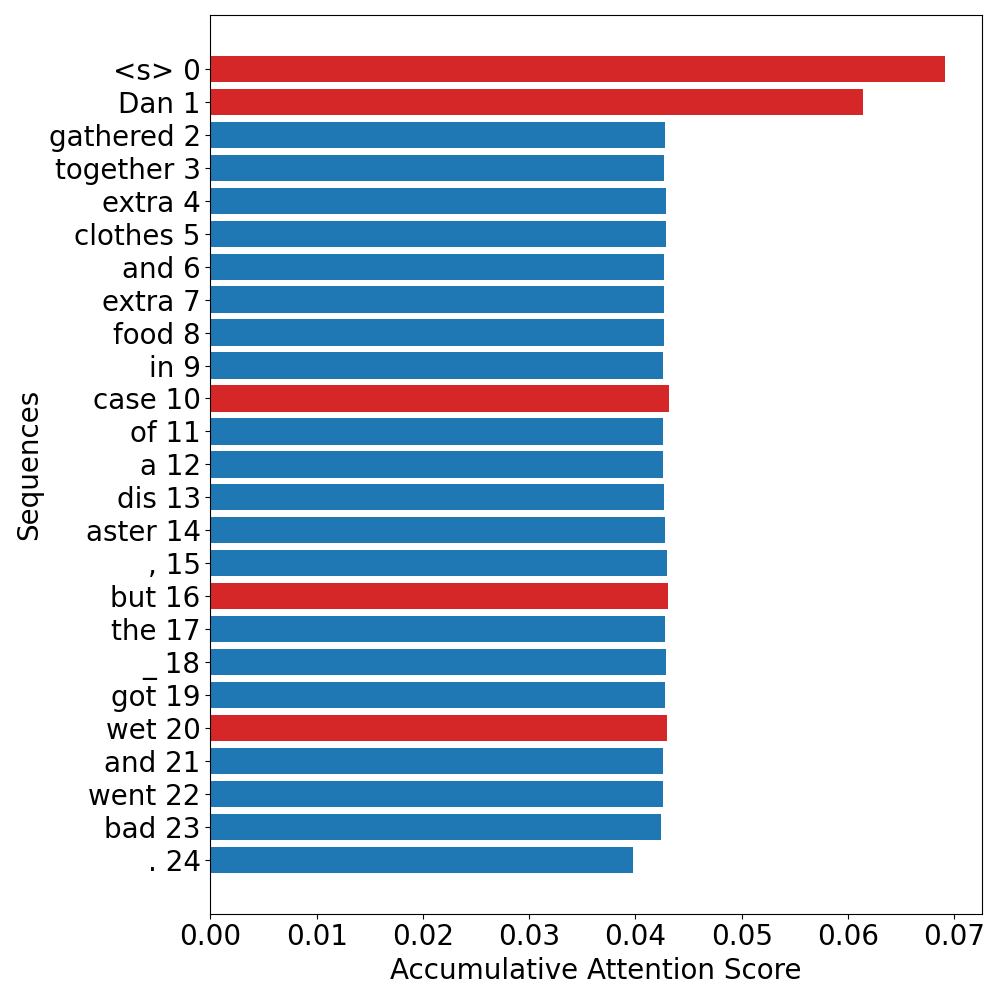 <s> 0
Dan 1
gathered 2
together 3
extra 4
clothes 5
and 6
extra 7
food 8
in 9
case 10
of 11
a 12
dis 13
aster 14
, 15
but 16
the 17
_ 18
got 19
wet 20
and 21
went 22
bad 23
. 24
Sequences
0.00 0.01 0.02 0.03 0.04 0.05 0.06 0.07
Accumulative Attention Score